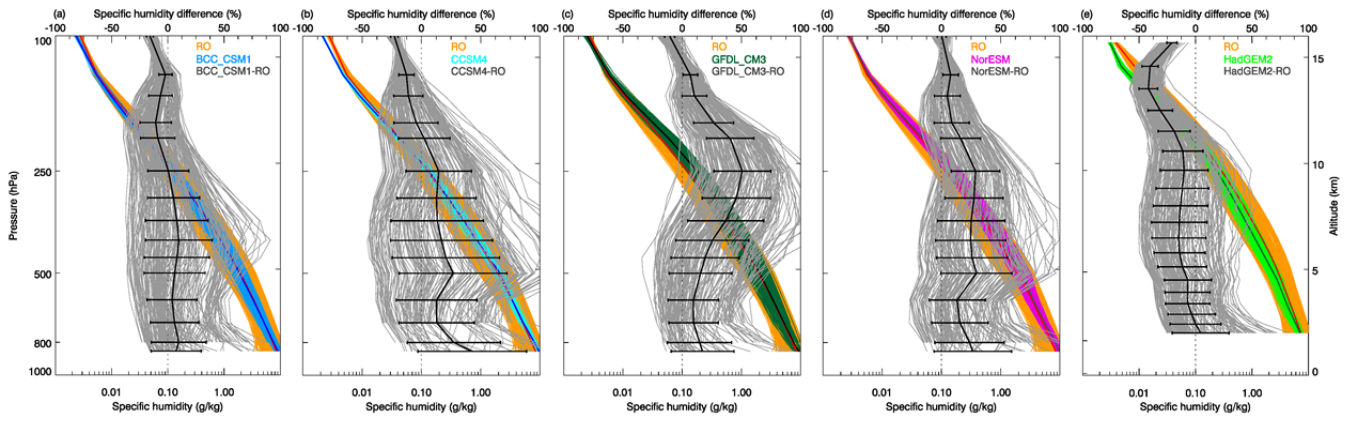 (a) Specific humidity difference (%)
-100 -50 0 50 100
RO
BCC_CSM1
BCC_CSM1-RO
Pressure (hPa)
100
250
500
800
1000
0.01 0.10 1.00
Specific humidity (g/kg)
(b) Specific humidity difference (%)
-100 -50 0 50 100
RO
CCSM4
CCSM4-RO
0.01 0.10 1.00
Specific humidity (g/kg)
(c) Specific humidity difference (%)
-100 -50 0 50 100
RO
GFDL_CM3
GFDL_CM3-RO
0.01 0.10 1.00
Specific humidity (g/kg)
(d) Specific humidity difference (%)
-100 -50 0 50 100
RO
NorESM
NorESM-RO
0.01 0.10 1.00
Specific humidity (g/kg)
(e) Specific humidity difference (%)
-100 -50 0 50 100
RO
HadGEM2
HadGEM2-RO
15
10
5
0
Altitude (km)
0.01 0.10 1.00
Specific humidity (g/kg)